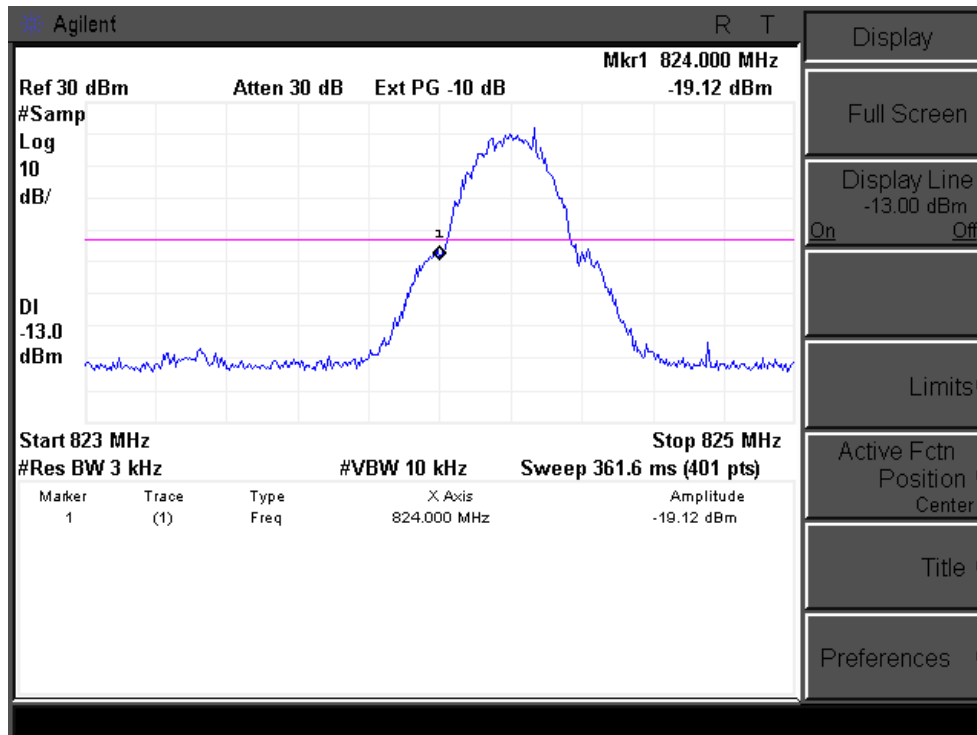 Agilent R T
Mkr1 824.000 MHz
Ref 30 dBm Atten 30 dB Ext PG -10 dB -19.12 dBm
#Samp
Log
10
dB/
1
DI
-13.0
dBm
Start 823 MHz Stop 825 MHz
#Res BW 3 kHz #VBW 10 kHz Sweep 361.6 ms (401 pts)
Marker Trace Type X Axis Amplitude
1 (1) Freq 824.000 MHz -19.12 dBm
Display
Full Screen
Display Line
-13.00 dBm
On Off
Limits
Active Fctn
Position
Center
Title
Preferences